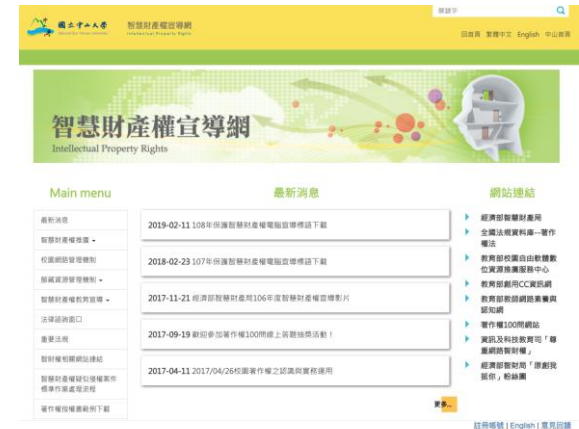 關鍵字
國立中山大學
智慧財產權宣導網
National Sun Yat-sen University
Intellectual Property Rights
回首頁 繁體中文 English 中山首頁
智慧財產權宣導網
Intellectual Property Rights
Main menu
最新消息
智慧財產權推廣
校園網路管理機制
館藏資源管理機制
智慧財產權教育宣導
法律諮詢窗口
重要法規
智財權相關網站連結
智慧財產權疑似侵權案件
標準作業處理流程
著作權授權書範例下載
最新消息
2019-02-11 108年保護智慧財產權電腦宣導標語下載
2018-02-23 107年保護智慧財產權電腦宣導標語下載
2017-11-21 經濟部智慧財產局106年度智慧財產權宣導影片
2017-09-19 歡迎參加著作權100問線上答題抽獎活動！
2017-04-11 2017/04/26校園著作權之認識與實務運用
更多...
網站連結
經濟部智慧財產局
全國法規資料庫--著作
權法
教育部校園自由軟體數
位資源推廣服務中心
教育部創用CC資訊網
教育部教師網路素養與
認知網
著作權100問網站
資訊及科技教育司「尊
重網路智財權」
經濟部智財局「原創我
挺你」粉絲團
註冊帳號 | English | 意見回饋